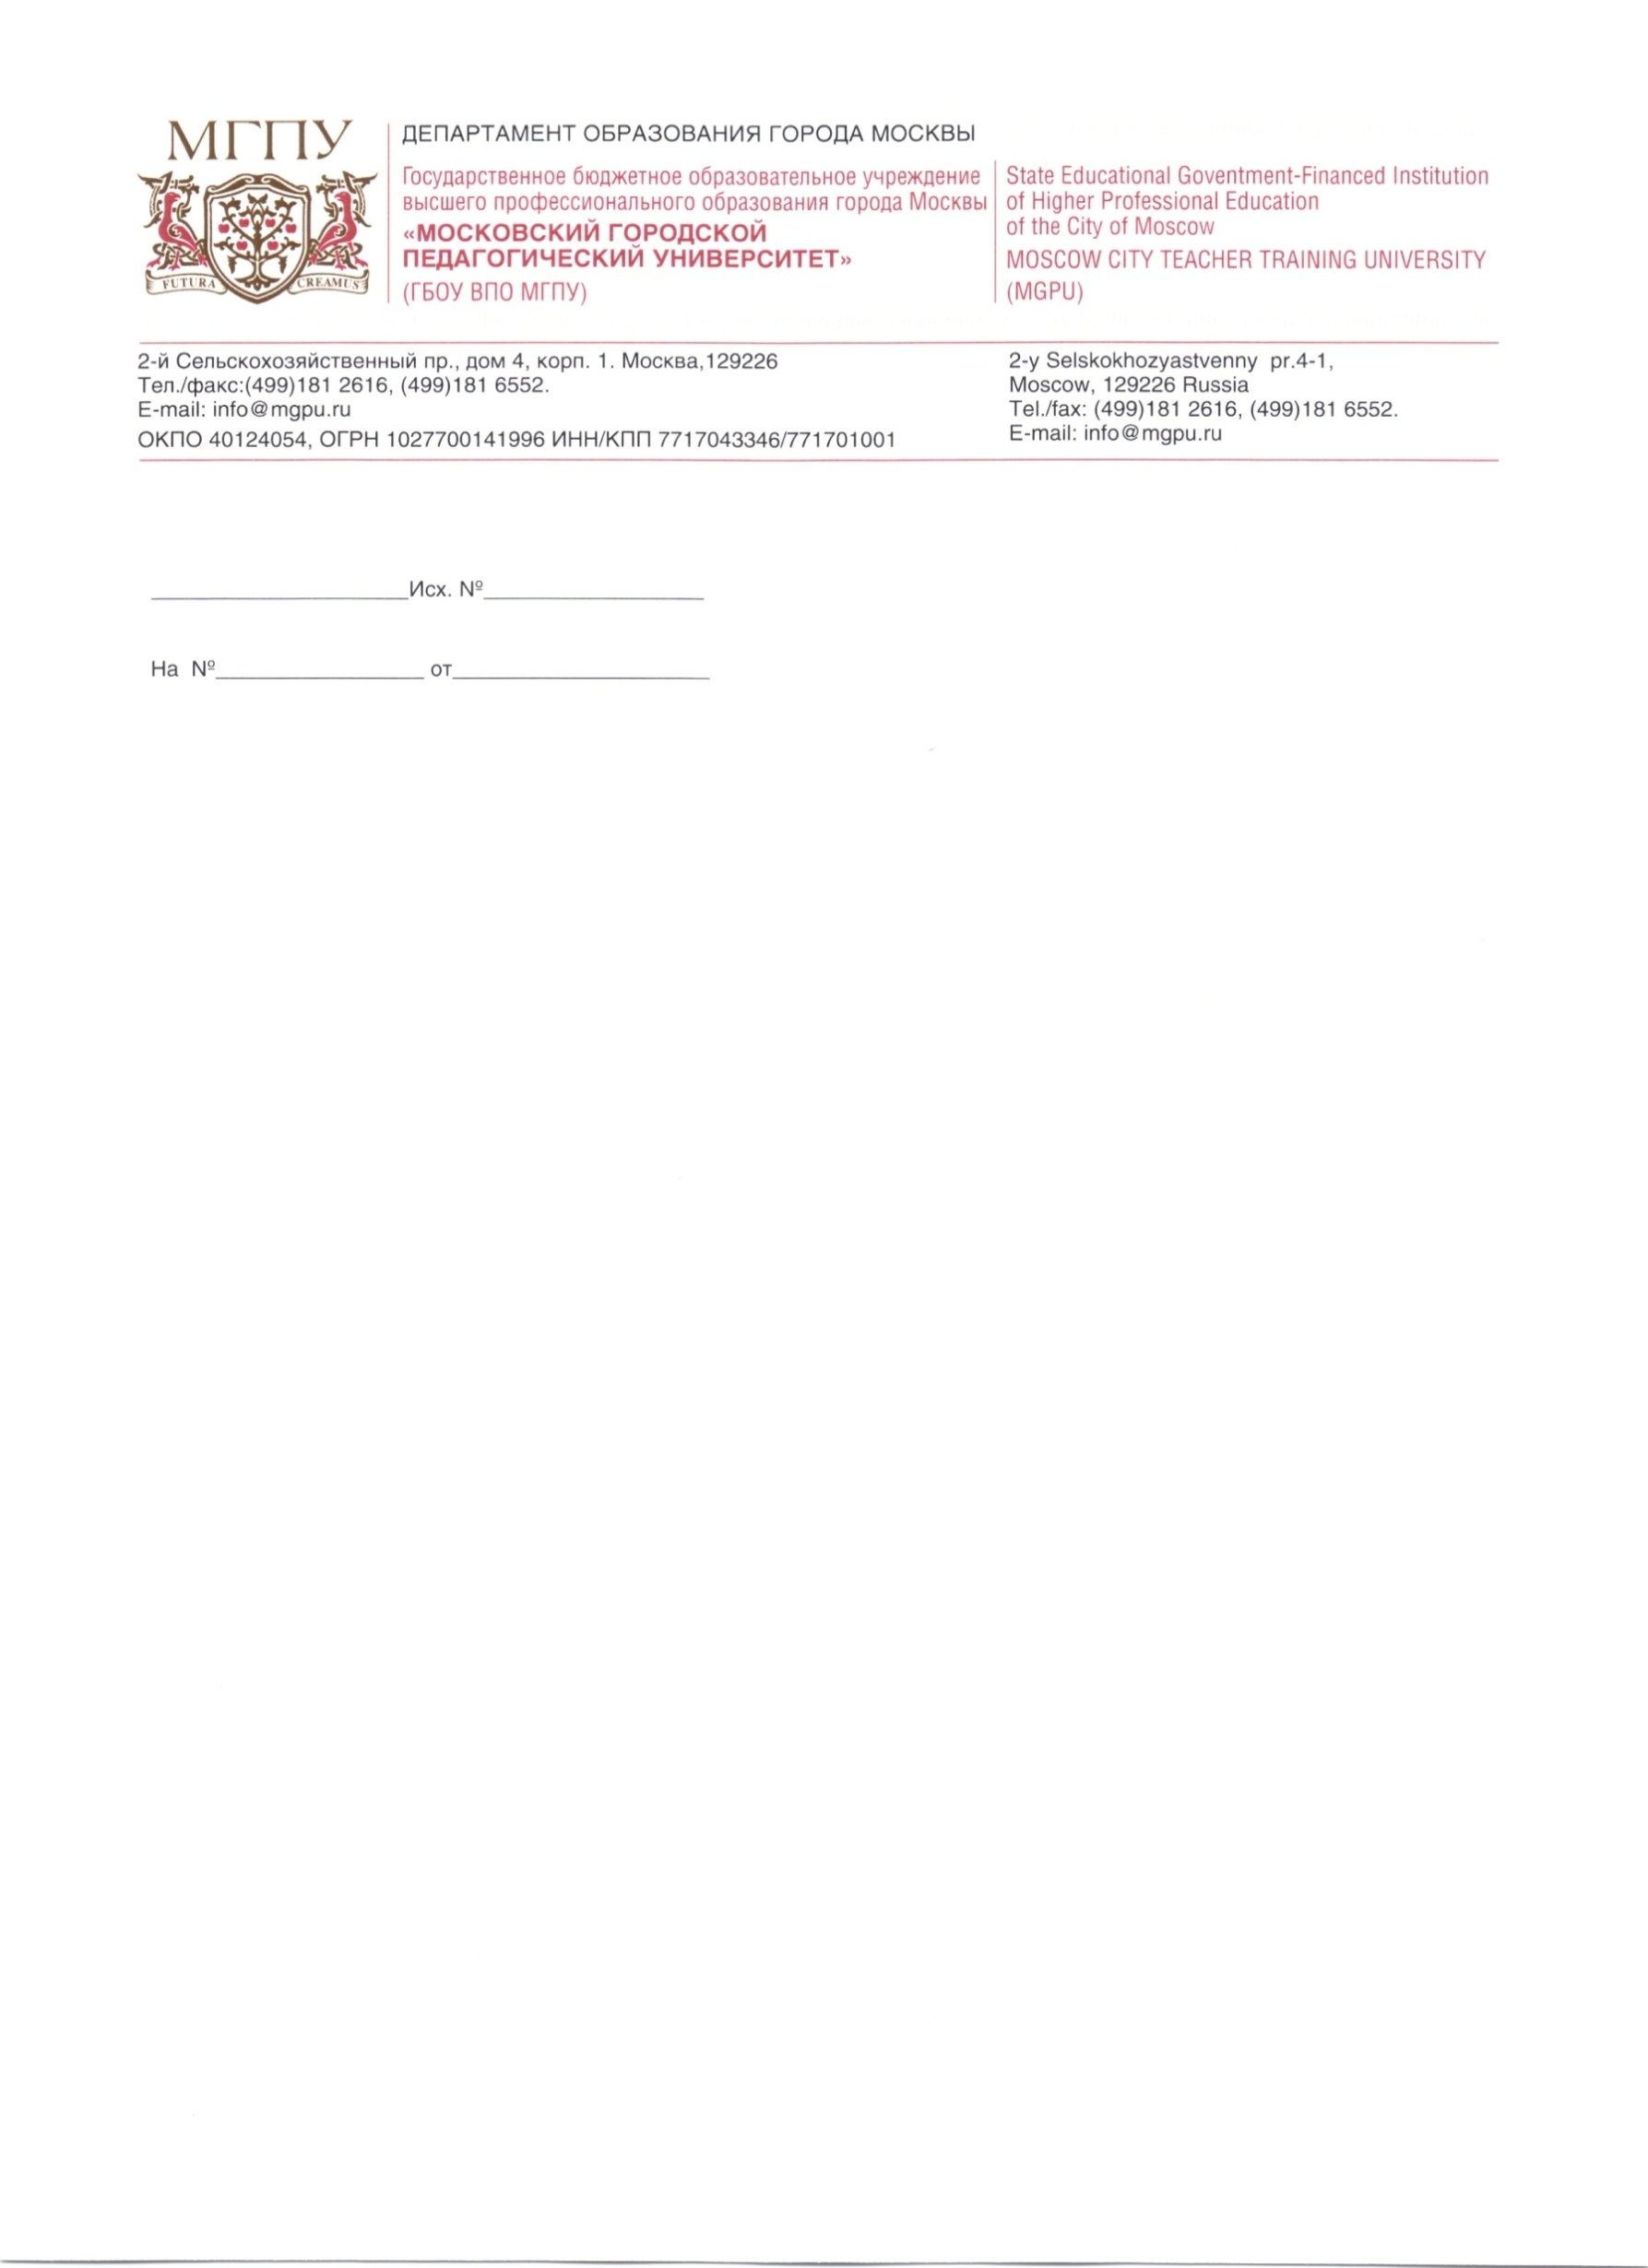 МГПУ
FUTURA CREAMUS
ДЕПАРТАМЕНТ ОБРАЗОВАНИЯ ГОРОДА МОСКВЫ
Государственное бюджетное образовательное учреждение
высшего профессионального образования города Москвы
«МОСКОВСКИЙ ГОРОДСКОЙ
ПЕДАГОГИЧЕСКИЙ УНИВЕРСИТЕТ»
(ГБОУ ВПО МГПУ)
State Educational Goventment-Financed Institution
of Higher Professional Education
of the City of Moscow
MOSCOW CITY TEACHER TRAINING UNIVERSITY
(MGPU)
2-й Сельскохозяйственный пр., дом 4, корп. 1. Москва,129226
Тел./факс:(499)181 2616, (499)181 6552.
E-mail: info@mgpu.ru
ОКПО 40124054, ОГРН 1027700141996 ИНН/КПП 7717043346/771701001
2-y Selskokhozyastvenny pr.4-1,
Moscow, 129226 Russia
Tel./fax: (499)181 2616, (499)181 6552.
E-mail: info@mgpu.ru
____________________Исх. №_________________
На №________________ от____________________